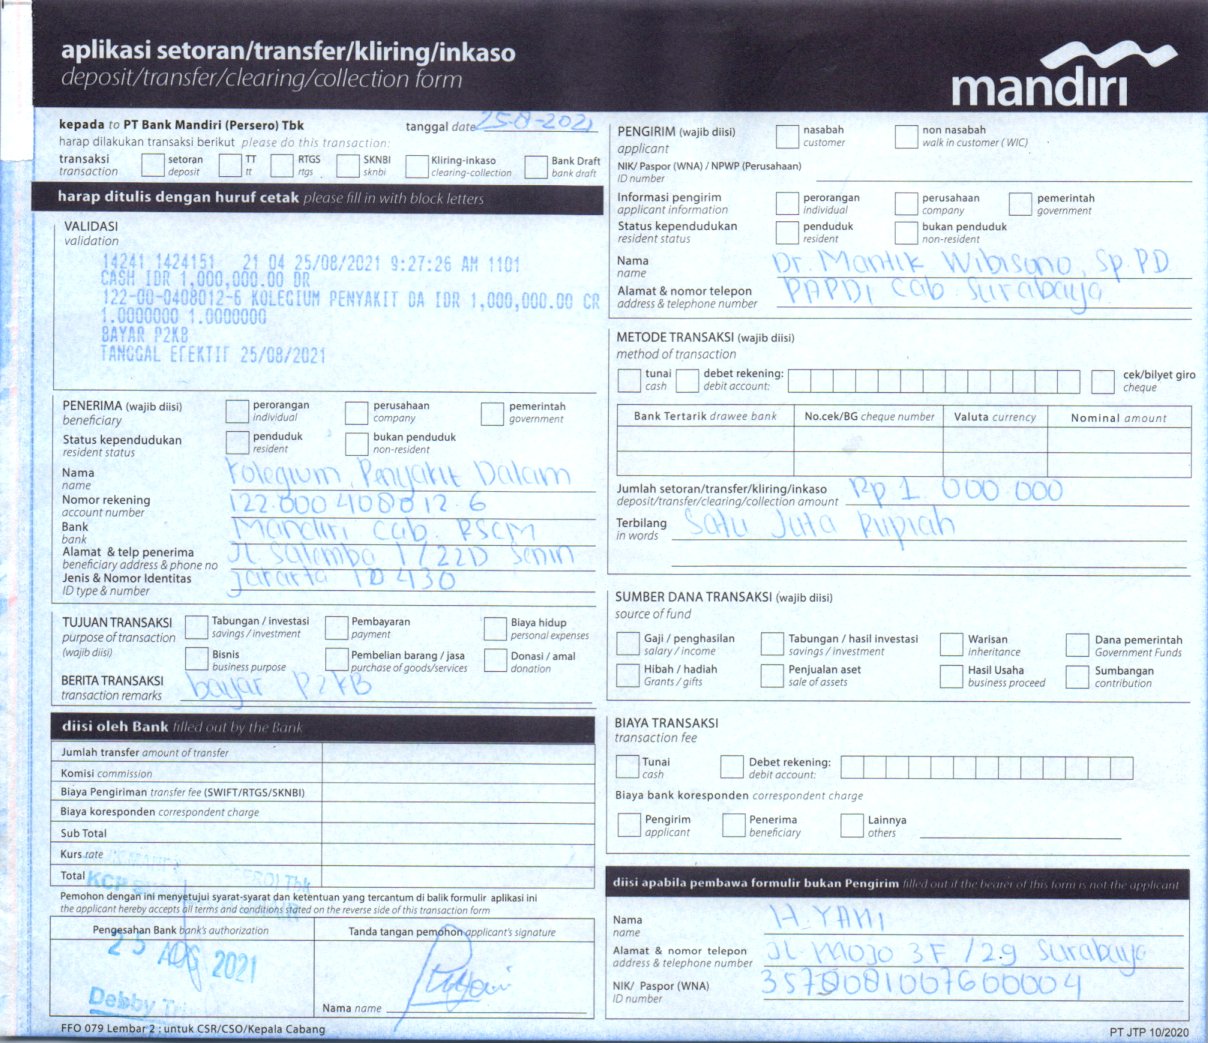 aplikasi setoran/transfer/kliring/inkaso
deposit/transfer/clearing/collection form
mandiri
kepada to PT Bank Mandiri (Persero) Tbk
tanggal date 25-8-2021
harap dilakukan transaksi berikut please do this transaction:
transaksi transaction
setoran deposit
TT tt
RTGS rtgs
SKNBI sknbi
Kliring-inkaso clearing-collection
Bank Draft bank draft
harap ditulis dengan huruf cetak please fill in with block letters
VALIDASI
validation
14241 1424151 21 04 25/08/2021 9:27:26 AM 1101
CASH IDR 1,000,000.00 DR
122-00-0408012-6 KOLEGIUM PENYAKIT DA IDR 1,000,000.00 CR
1.0000000 1.0000000
BAYAR P2KB
TANGGAL EFEKTIF 25/08/2021
PENERIMA (wajib diisi)
beneficiary
perorangan individual
perusahaan company
pemerintah government
Status kependudukan
resident status
penduduk resident
bukan penduduk non-resident
Nama name Kolegium Penyakit Dalam
Nomor rekening account number 122.000 408012.6
Bank bank Mandiri cab. RSCM
Alamat & telp penerima beneficiary address & phone no Jl Salemba 1/22D Senin
Jenis & Nomor Identitas ID type & number Jakarta 10430
TUJUAN TRANSAKSI
purpose of transaction
(wajib diisi)
Tabungan / investasi savings / investment
Pembayaran payment
Biaya hidup personal expenses
Bisnis business purpose
Pembelian barang / jasa purchase of goods/services
Donasi / amal donation
BERITA TRANSAKSI transaction remarks bayar P2KB
diisi oleh Bank filled out by the Bank
Jumlah transfer amount of transfer
Komisi commission
Biaya Pengiriman transfer fee (SWIFT/RTGS/SKNBI)
Biaya koresponden correspondent charge
Sub Total
Kurs rate
Total
KCP
Tbk
Pemohon dengan ini menyetujui syarat-syarat dan ketentuan yang tercantum di balik formulir aplikasi ini
the applicant hereby accepts all terms and conditions stated on the reverse side of this transaction form
Pengesahan Bank bank's authorization
Tanda tangan pemohon applicant's signature
25 AUG 2021
Debby
Nama name
FFO 079 Lembar 2 : untuk CSR/CSO/Kepala Cabang
PENGIRIM (wajib diisi)
applicant
nasabah customer
non nasabah walk in customer (WIC)
NIK/ Paspor (WNA) / NPWP (Perusahaan)
ID number
Informasi pengirim
applicant information
perorangan individual
perusahaan company
pemerintah government
Status kependudukan
resident status
penduduk resident
bukan penduduk non-resident
Nama name Dr. Mantik Wibisono, Sp.PD
Alamat & nomor telepon address & telephone number PAPDI Cab Surabaya
METODE TRANSAKSI (wajib diisi)
method of transaction
tunai cash
debet rekening: debit account:
cek/bilyet giro cheque
Bank Tertarik drawee bank
No.cek/BG cheque number
Valuta currency
Nominal amount
Jumlah setoran/transfer/kliring/inkaso deposit/transfer/clearing/collection amount Rp 1.000.000
Terbilang in words Satu Juta Rupiah
SUMBER DANA TRANSAKSI (wajib diisi)
source of fund
Gaji / penghasilan salary / income
Tabungan / hasil investasi savings / investment
Warisan inheritance
Dana pemerintah Government Funds
Hibah / hadiah Grants / gifts
Penjualan aset sale of assets
Hasil Usaha business proceed
Sumbangan contribution
BIAYA TRANSAKSI
transaction fee
Tunai cash
Debet rekening: debit account:
Biaya bank koresponden correspondent charge
Pengirim applicant
Penerima beneficiary
Lainnya others
diisi apabila pembawa formulir bukan Pengirim filled out if the bearer of this form is not the applicant
Nama name H. YANI
Alamat & nomor telepon address & telephone number JL. MOJO 3F /29 Surabaya
NIK/ Paspor (WNA)
ID number
PT JTP 10/2020